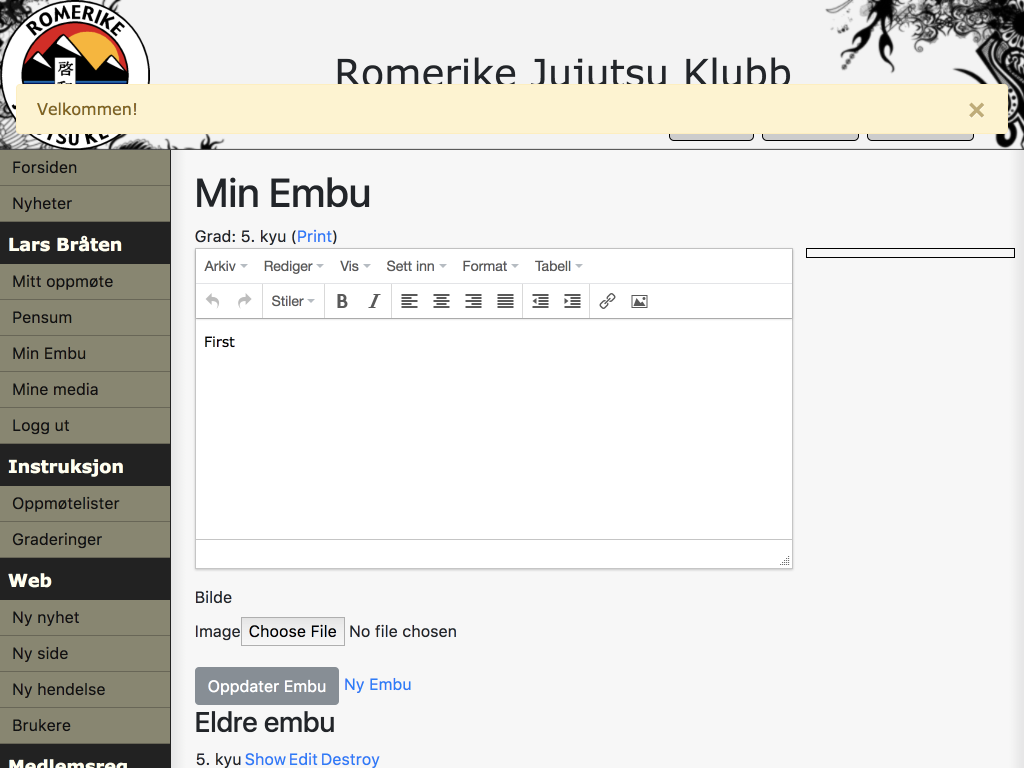 ROMERIKE
啓
Romerike Jujutsu Klubb
Velkommen! ×
Forsiden
Nyheter
Lars Bråten
Mitt oppmøte
Pensum
Min Embu
Mine media
Logg ut
Instruksjon
Oppmøtelister
Graderinger
Web
Ny nyhet
Ny side
Ny hendelse
Brukere
Medlemsreg
Min Embu
Grad: 5. kyu (Print)
Arkiv Rediger Vis Sett inn Format Tabell
Stiler B I
First
Bilde
Image Choose File No file chosen
Oppdater Embu Ny Embu
Eldre embu
5. kyu Show Edit Destroy